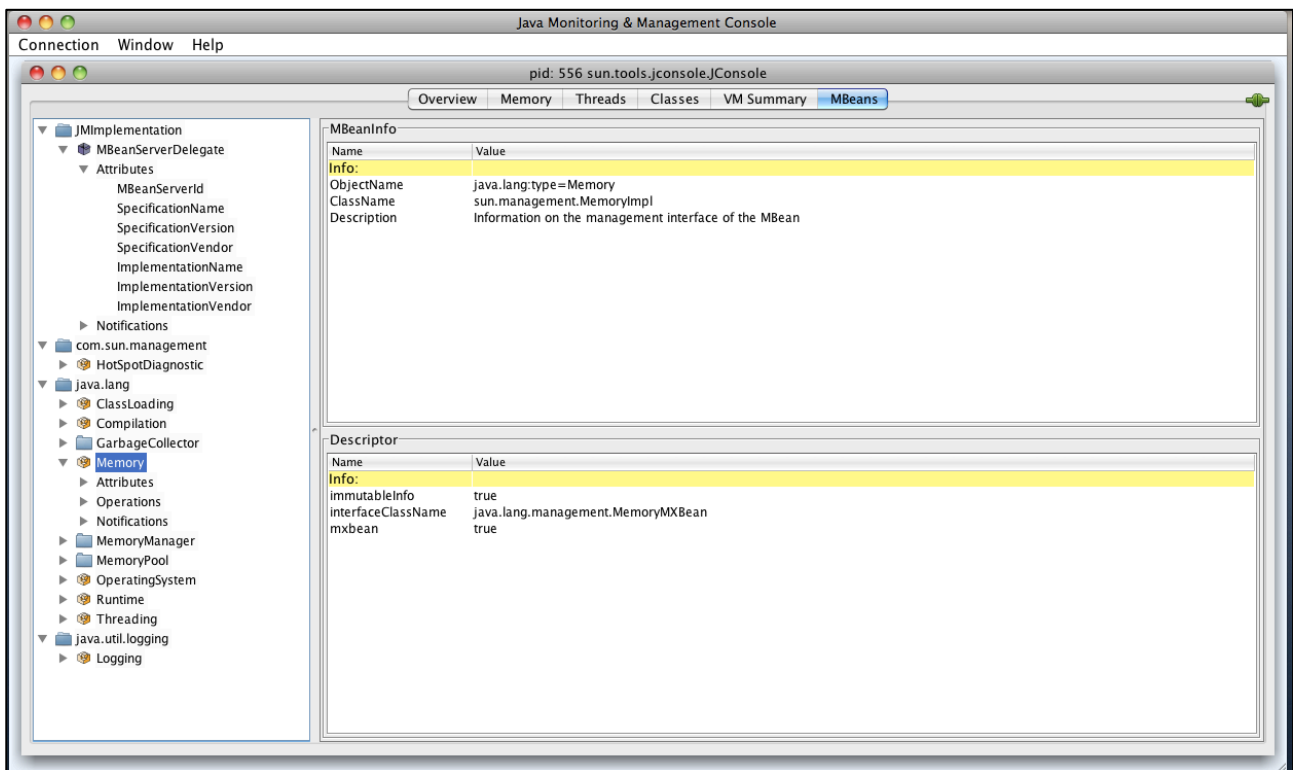 Java Monitoring & Management Console
Connection Window Help
pid: 556 sun.tools.jconsole.JConsole
Overview Memory Threads Classes VM Summary MBeans
JMImplementation
MBeanServerDelegate
Attributes
MBeanServerId
SpecificationName
SpecificationVersion
SpecificationVendor
ImplementationName
ImplementationVersion
ImplementationVendor
Notifications
com.sun.management
HotSpotDiagnostic
java.lang
ClassLoading
Compilation
GarbageCollector
Memory
Attributes
Operations
Notifications
MemoryManager
MemoryPool
OperatingSystem
Runtime
Threading
java.util.logging
Logging
MBeanInfo
Name Value
Info:
ObjectName java.lang:type=Memory
ClassName sun.management.MemoryImpl
Description Information on the management interface of the MBean
Descriptor
Name Value
Info:
immutableInfo true
interfaceClassName java.lang.management.MemoryMXBean
mxbean true